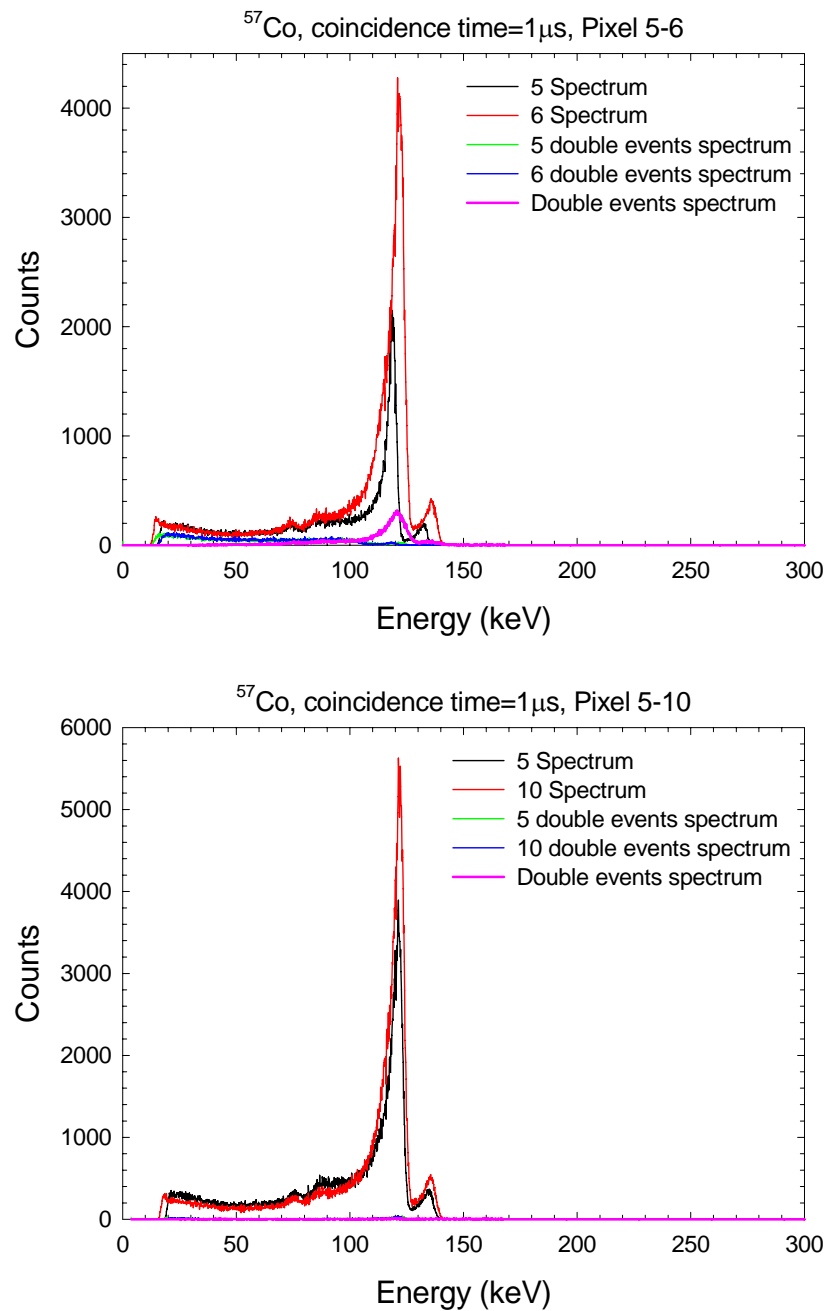 ⁵⁷Co, coincidence time=1μs, Pixel 5-6
5 Spectrum
6 Spectrum
5 double events spectrum
6 double events spectrum
Double events spectrum
4000
3000
2000
1000
0
Counts
0 50 100 150 200 250 300
Energy (keV)
⁵⁷Co, coincidence time=1μs, Pixel 5-10
5 Spectrum
10 Spectrum
5 double events spectrum
10 double events spectrum
Double events spectrum
6000
5000
4000
3000
2000
1000
0
Counts
0 50 100 150 200 250 300
Energy (keV)